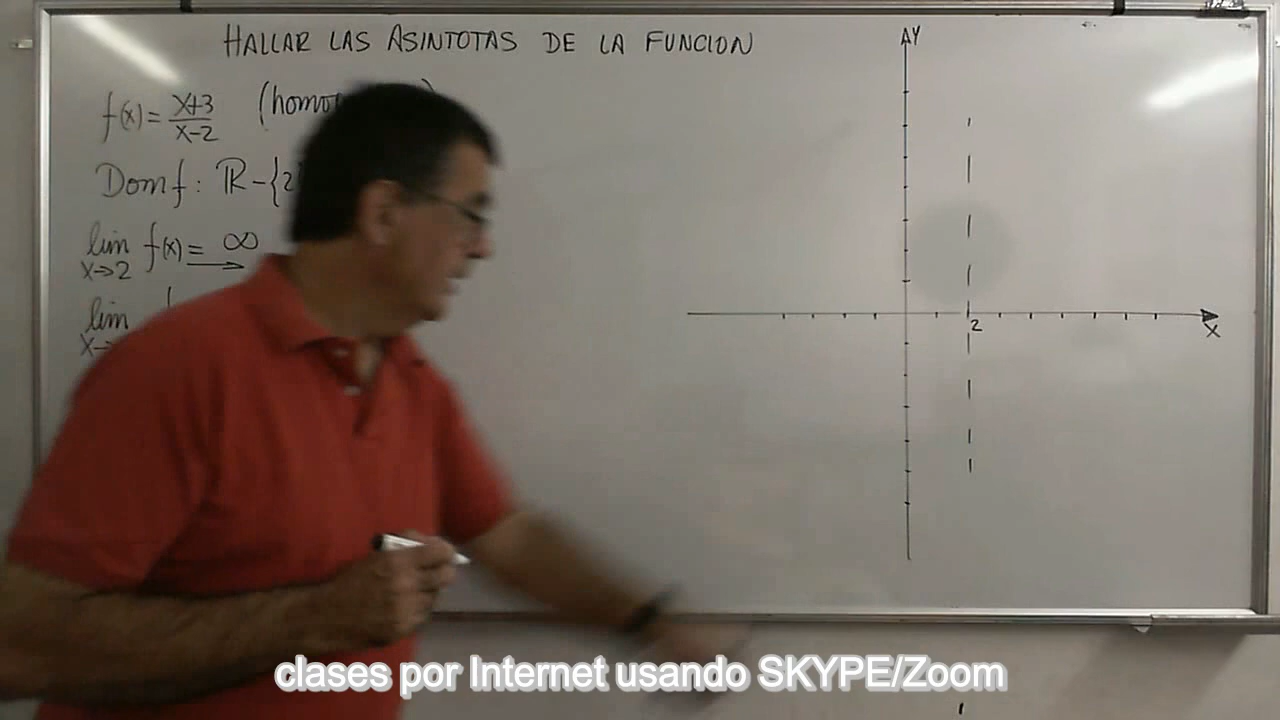 HALLAR LAS ASINTOTAS DE LA FUNCION
f(x) = x+3 / x-2
Dom f : ℝ - {2
lim f(x) = ∞
x→2
lim
x→
Y
2
X
clases por Internet usando SKYPE/Zoom